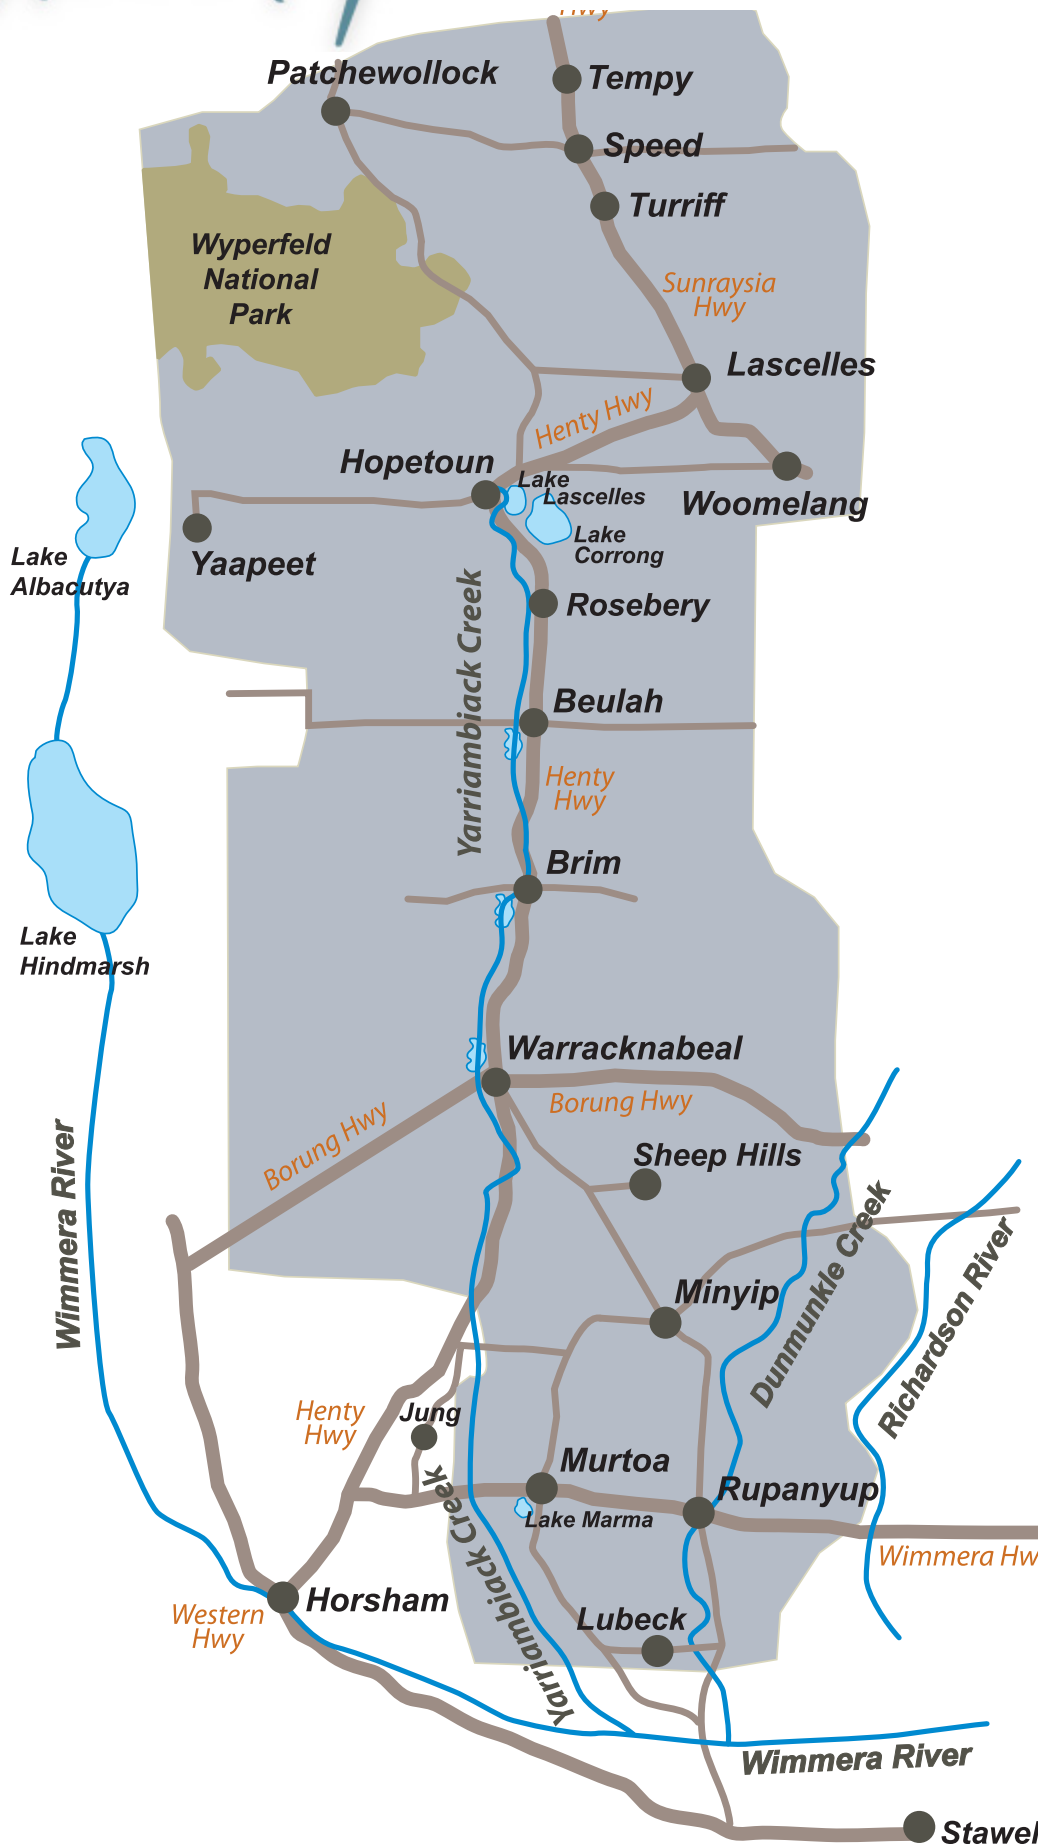 Hwy
Patchewollock
Tempy
Speed
Turriff
Wyperfeld
National
Park
Sunraysia
Hwy
Lascelles
Henty Hwy
Hopetoun
Lake
Lascelles
Woomelang
Lake
Corrong
Lake
Albacutya
Yaapeet
Rosebery
Yarriambiack Creek
Beulah
Henty
Hwy
Brim
Lake
Hindmarsh
Warracknabeal
Borung Hwy
Borung Hwy
Sheep Hills
Wimmera River
Dunmunkle Creek
Richardson River
Minyip
Henty
Hwy
Jung
Murtoa
Rupanyup
Lake Marma
Yarriambiack Creek
Wimmera Hw
Horsham
Western
Hwy
Lubeck
Wimmera River
Stawel